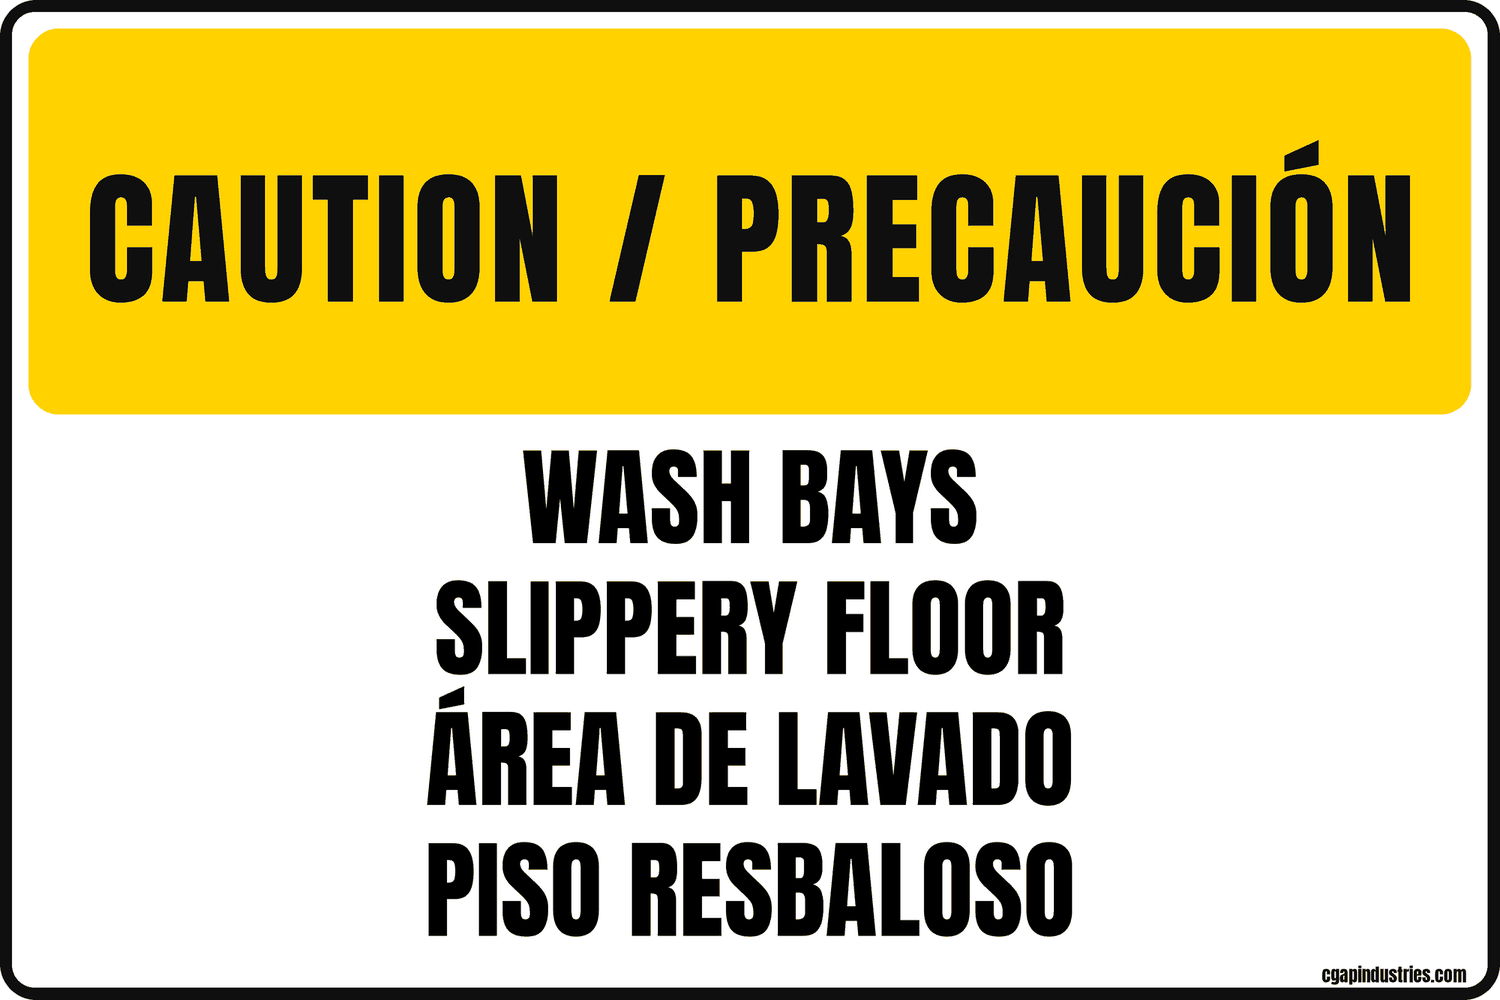 CAUTION / PRECAUCIÓN
WASH BAYS
SLIPPERY FLOOR
ÁREA DE LAVADO
PISO RESBALOSO
cgapindustries.com